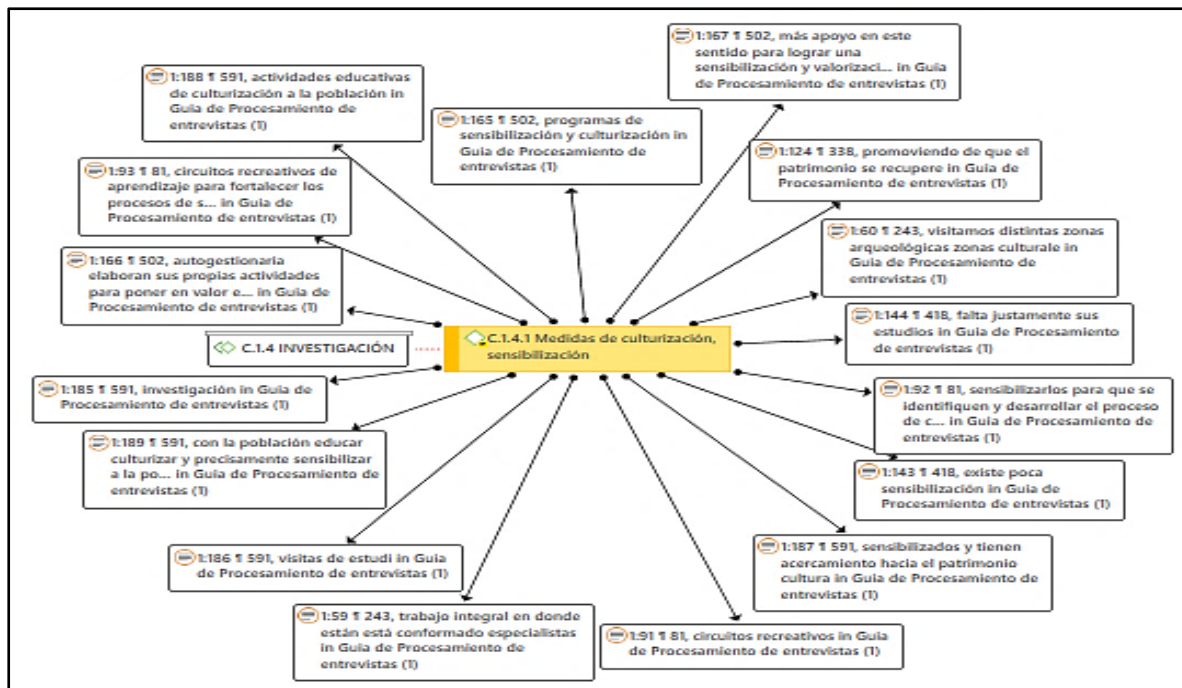 1:167 ¶ 502, más apoyo en este
sentido para lograr una
sensibilización y valorizaci... in Guia
de Procesamiento de
entrevistas (1)
1:188 ¶ 591, actividades educativas
de culturización a la población in
Guia de Procesamiento de
entrevistas (1)
1:165 ¶ 502, programas de
sensibilización y culturización in
Guia de Procesamiento de
entrevistas (1)
1:124 ¶ 338, promoviendo de que el
patrimonio se recupere in Guia de
Procesamiento de entrevistas (1)
1:93 ¶ 81, circuitos recreativos de
aprendizaje para fortalecer los
procesos de s... in Guia de
Procesamiento de entrevistas (1)
1:60 ¶ 243, visitamos distintas zonas
arqueológicas zonas culturale in
Guia de Procesamiento de entrevistas
(1)
1:166 ¶ 502, autogestionaria
elaboran sus propias actividades
para poner en valor e... in Guia de
Procesamiento de entrevistas (1)
1:144 ¶ 418, falta justamente sus
estudios in Guia de Procesamiento
de entrevistas (1)
C.1.4 INVESTIGACIÓN
C.1.4.1 Medidas de culturización,
sensibilización
1:185 ¶ 591, investigación in Guia de
Procesamiento de entrevistas (1)
1:92 ¶ 81, sensibilizarlos para que se
identifiquen y desarrollar el proceso
de c... in Guia de Procesamiento de
entrevistas (1)
1:189 ¶ 591, con la población educar
culturizar y precisamente sensibilizar
a la po... in Guia de Procesamiento de
entrevistas (1)
1:143 ¶ 418, existe poca
sensibilización in Guia de
Procesamiento de entrevistas (1)
1:186 ¶ 591, visitas de estudi in Guia
de Procesamiento de entrevistas (1)
1:187 ¶ 591, sensibilizados y tienen
acercamiento hacia el patrimonio
cultura in Guia de Procesamiento de
entrevistas (1)
1:59 ¶ 243, trabajo integral en donde
están está conformado especialistas
in Guia de Procesamiento de
entrevistas (1)
1:91 ¶ 81, circuitos recreativos in Guia
de Procesamiento de entrevistas (1)